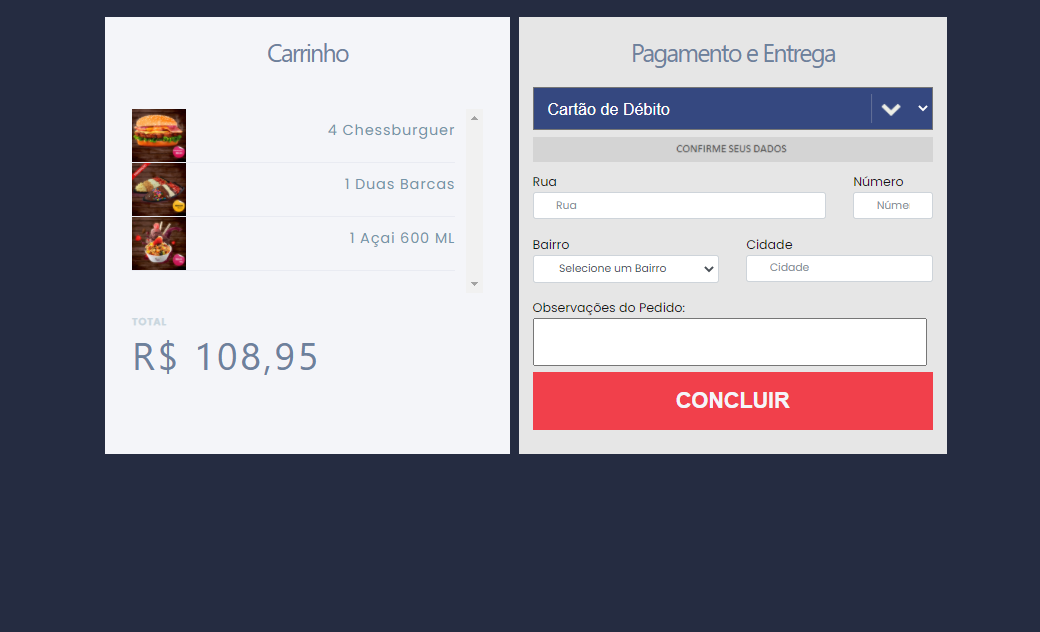 Carrinho
4 Chessburguer
1 Duas Barcas
1 Açai 600 ML
TOTAL
R$ 108,95
Pagamento e Entrega
Cartão de Débito
CONFIRME SEUS DADOS
Rua
Número
Rua
Núme
Bairro
Cidade
Selecione um Bairro
Cidade
Observações do Pedido:
CONCLUIR